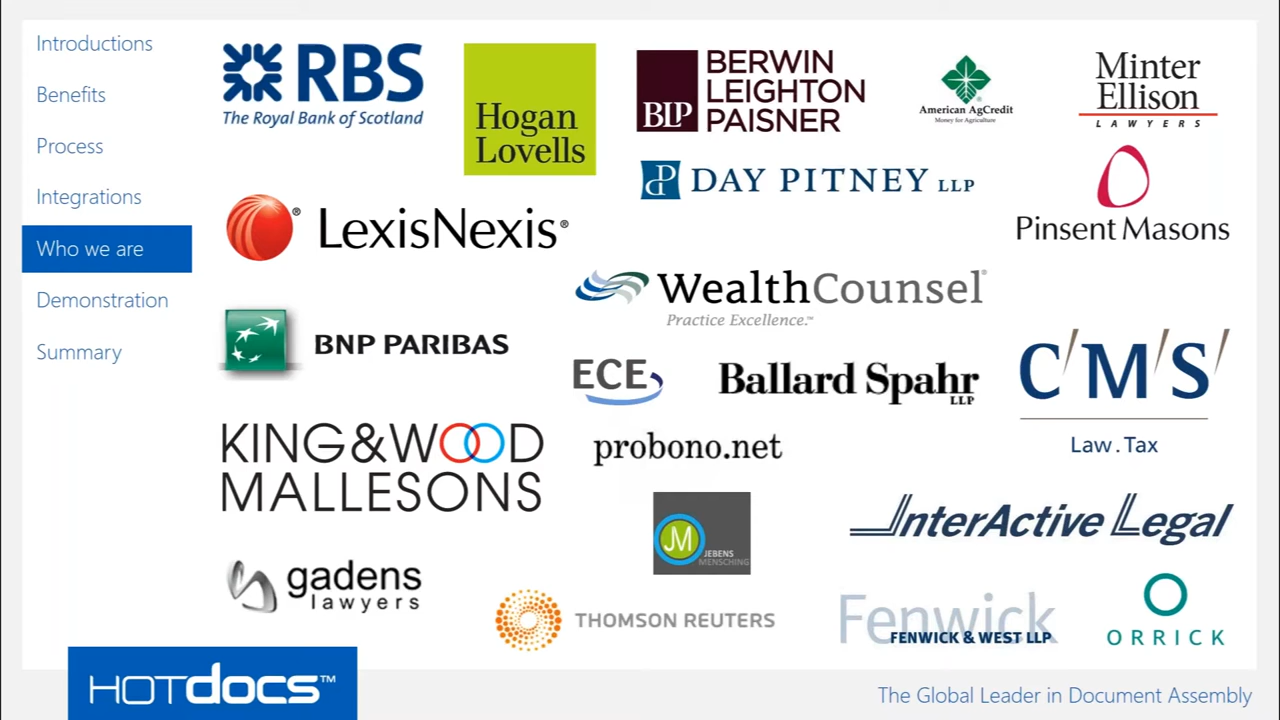 Introductions
Benefits
Process
Integrations
Who we are
Demonstration
Summary
RBS
The Royal Bank of Scotland
Hogan
Lovells
BLP
BERWIN
LEIGHTON
PAISNER
American AgCredit
Money for Agriculture
Minter
Ellison
LAWYERS
DAY PITNEY LLP
Pinsent Masons
LexisNexis®
WealthCounsel®
Practice Excellence.™
BNP PARIBAS
ECE
Ballard Spahr
LLP
C'M'S'
Law.Tax
KING&WOOD
MALLESONS
probono.net
JM
JEBENS
MENSCHING
InterActive Legal
gadens
lawyers
THOMSON REUTERS
Fenwick
FENWICK & WEST LLP
ORRICK
HOTDOCS™
The Global Leader in Document Assembly